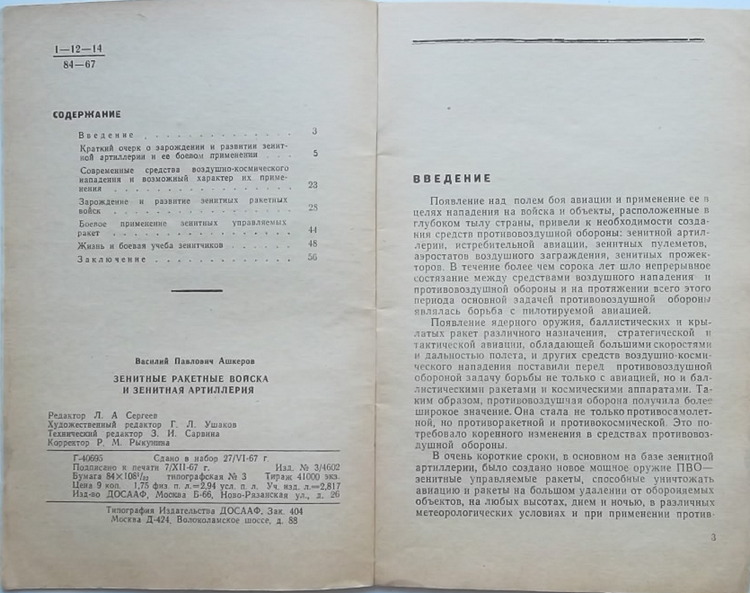 1—12—14
84—67
СОДЕРЖАНИЕ
Введение . . . . . . . . . . . . . 3
Краткий очерк о зарождении и развитии зенит-
ной артиллерии и ее боевом применении . . . 5
Современные средства воздушно-космического
нападения и возможный характер их приме-
нения . . . . . . . . . . . . . . 23
Зарождение и развитие зенитных ракетных
войск . . . . . . . . . . . . . . 28
Боевое применение зенитных управляемых
ракет . . . . . . . . . . . . . . 44
Жизнь и боевая учеба зенитчиков . . . . . . 48
Заключение . . . . . . . . . . . . 56
Василий Павлович Ашкеров
ЗЕНИТНЫЕ РАКЕТНЫЕ ВОЙСКА
И ЗЕНИТНАЯ АРТИЛЛЕРИЯ
Редактор Л. А Сергеев
Художественный редактор Г. Л. Ушаков
Технический редактор З. И. Сарвина
Корректор Р. М. Рыкунина
Г-40695 Сдано в набор 27/VI-67 г.
Подписано к печати 7/XII-67 г. Изд. № 3/4602
Бумага 84×108¹/₃₂ типографская № 3 Тираж 41000 экз.
Цена 9 коп. 1,75 физ п. л.=2,94 усл. п. л. Уч. изд. л.=2,817
Изд-во ДОСААФ, Москва Б-66, Ново-Рязанская ул., д. 26
Типография Издательства ДОСААФ. Зак. 404
Москва Д-424, Волоколамское шоссе, д. 88
ВВЕДЕНИЕ
Появление над полем боя авиации и применение ее в
целях нападения на войска и объекты, расположенные в
глубоком тылу страны, привели к необходимости созда-
ния средств противовоздушной обороны: зенитной артил-
лерии, истребительной авиации, зенитных пулеметов,
аэростатов воздушного заграждения, зенитных прожек-
торов. В течение более чем сорока лет шло непрерывное
состязание между средствами воздушного нападения и
противовоздушной обороны и на протяжении всего этого
периода основной задачей противовоздушной обороны
являлась борьба с пилотируемой авиацией.
Появление ядерного оружия, баллистических и кры-
латых ракет различного назначения, стратегической и
тактической авиации, обладающей большими скоростями
и дальностью полета, и других средств воздушно-косми-
ческого нападения поставили перед противовоздушной
обороной задачу борьбы не только с авиацией, но и бал-
листическими ракетами и космическими аппаратами. Та-
ким образом, противовоздушная оборона получила более
широкое значение. Она стала не только противосамолет-
ной, но противоракетной и противокосмической. Это по-
требовало коренного изменения в средствах противовоз-
душной обороны.
В очень короткие сроки, в основном на базе зенитной
артиллерии, было создано новое мощное оружие ПВО—
зенитные управляемые ракеты, способные уничтожать
авиацию и ракеты на большом удалении от обороняемых
объектов, на любых высотах, днем и ночью, в различных
метеорологических условиях и при применении против-
3